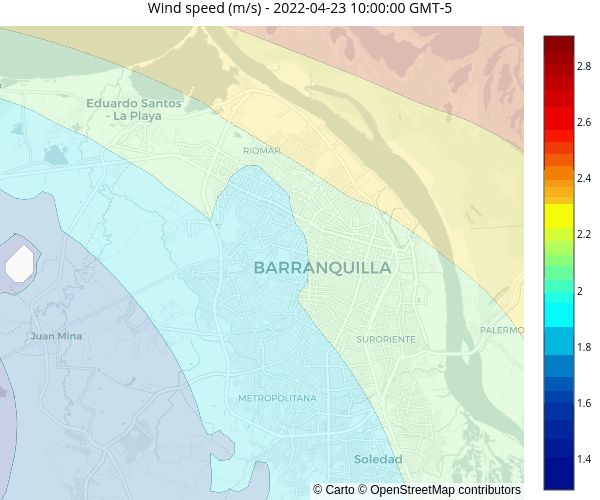 Wind speed (m/s) - 2022-04-23 10:00:00 GMT-5
2.8
2.6
2.4
2.2
2
1.8
1.6
1.4
Eduardo Santos
- La Playa
RIOMAR
BARRANQUILLA
Juan Mina
PALERMO
SURORIENTE
METROPOLITANA
Soledad
© Carto © OpenStreetMap contributors